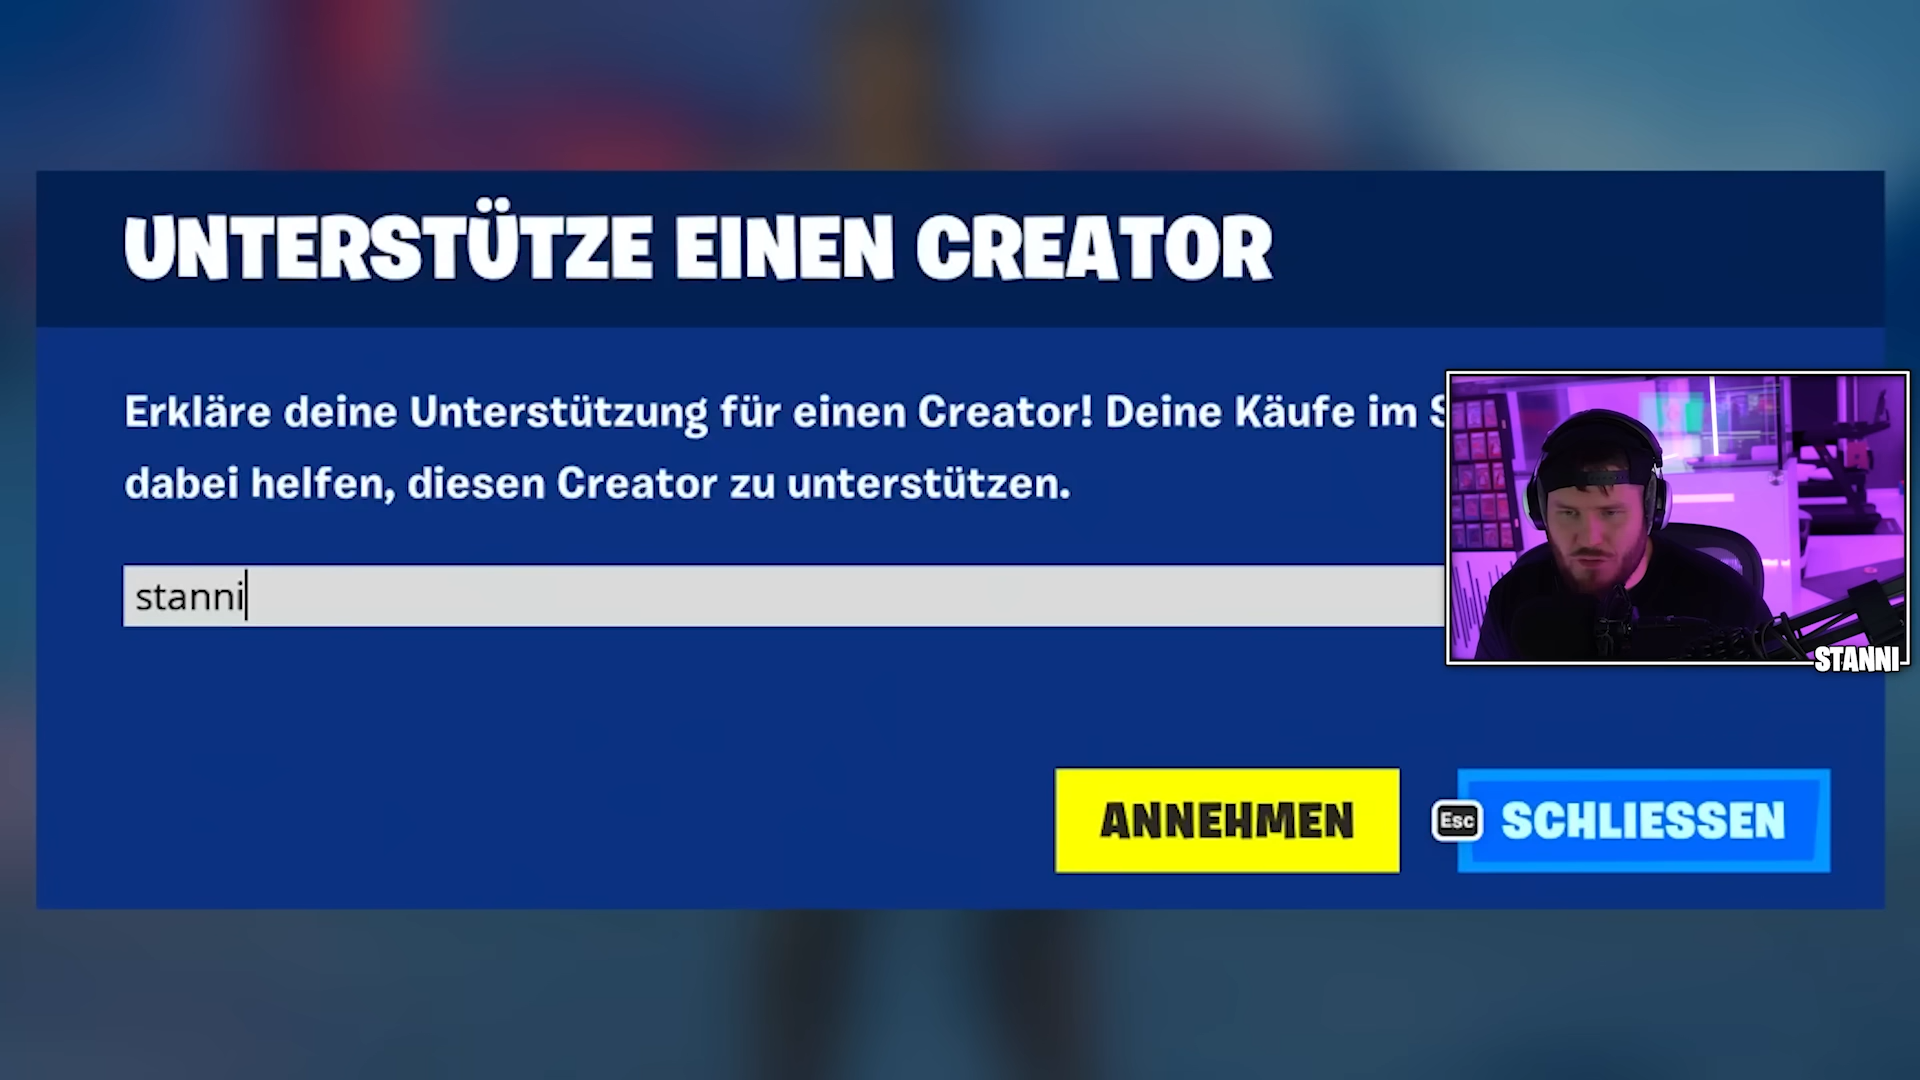 UNTERSTÜTZE EINEN CREATOR
Erkläre deine Unterstützung für einen Creator! Deine Käufe im
dabei helfen, diesen Creator zu unterstützen.
stanni
STANNI
ANNEHMEN
Esc SCHLIESSEN